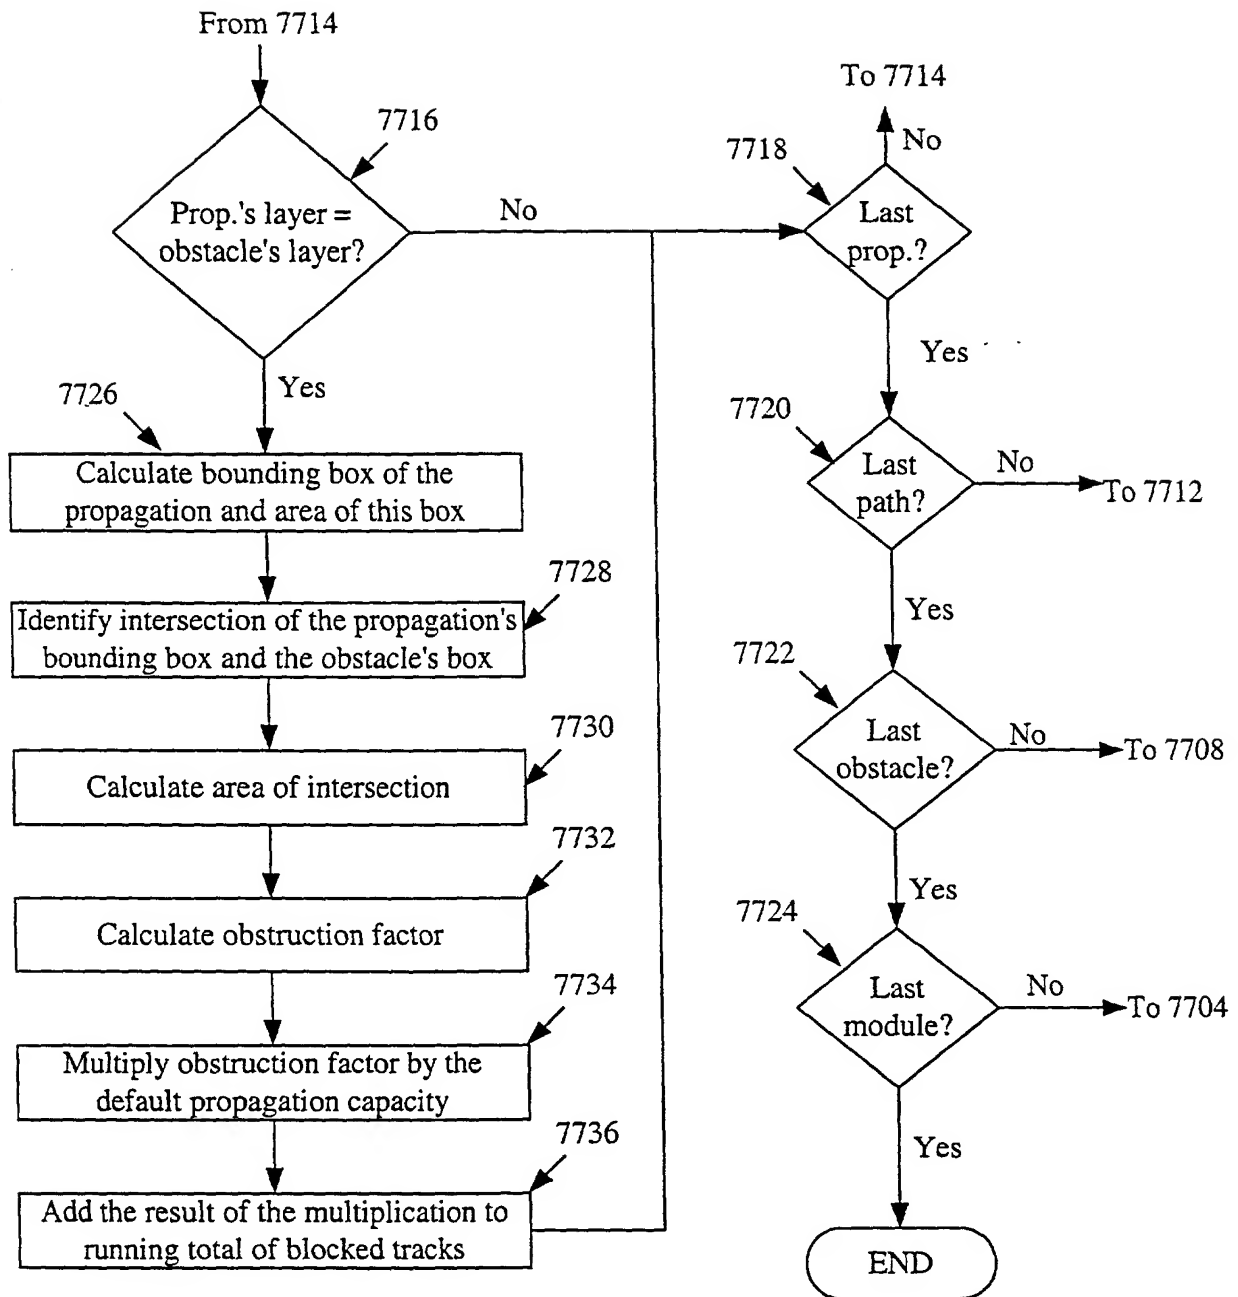 From 7714
7716
Prop.'s layer =
obstacle's layer?
No
Yes
7726
Calculate bounding box of the
propagation and area of this box
7728
Identify intersection of the propagation's
bounding box and the obstacle's box
7730
Calculate area of intersection
7732
Calculate obstruction factor
7734
Multiply obstruction factor by the
default propagation capacity
7736
Add the result of the multiplication to
running total of blocked tracks
To 7714
No
7718
Last
prop.?
Yes
7720
Last
path?
No
To 7712
Yes
7722
Last
obstacle?
No
To 7708
Yes
7724
Last
module?
No
To 7704
Yes
END